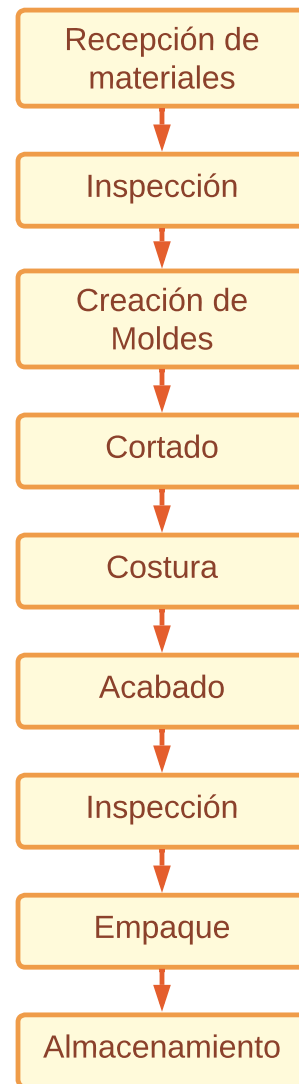 Recepción de
materiales
Inspección
Creación de
Moldes
Cortado
Costura
Acabado
Inspección
Empaque
Almacenamiento